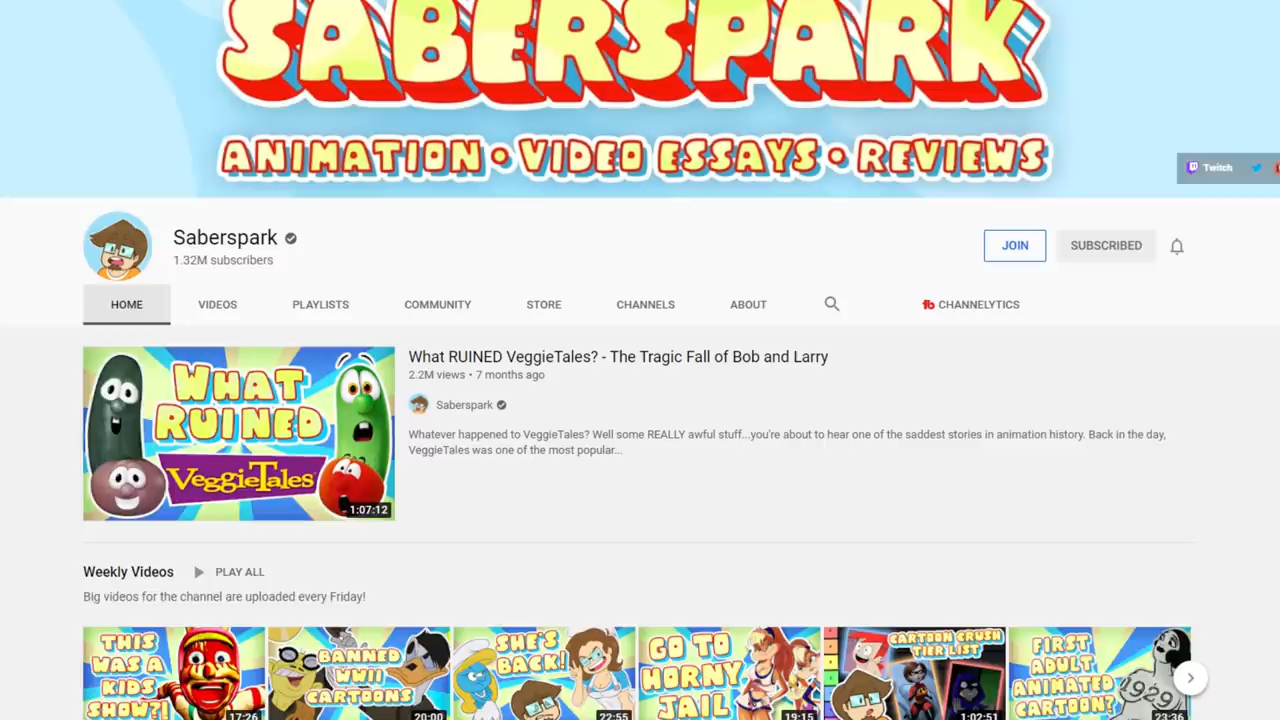 SABERSPARK
ANIMATION • VIDEO ESSAYS • REVIEWS
Twitch
Saberspark
1.32M subscribers
JOIN
SUBSCRIBED
HOME
VIDEOS
PLAYLISTS
COMMUNITY
STORE
CHANNELS
ABOUT
CHANNELYTICS
WHAT
RUINED
VeggieTales
1:07:12
What RUINED VeggieTales? - The Tragic Fall of Bob and Larry
2.2M views • 7 months ago
Saberspark
Whatever happened to VeggieTales? Well some REALLY awful stuff...you're about to hear one of the saddest stories in animation history. Back in the day,
VeggieTales was one of the most popular...
Weekly Videos
PLAY ALL
Big videos for the channel are uploaded every Friday!
THIS
WAS A
KIDS
SHOW?!
17:26
BANNED
WWII
CARTOONS
20:00
SHE'S
BACK!
22:55
GO TO
HORNY
JAIL
19:15
CARTOON CRUSH
TIER LIST
1:02:51
FIRST
ADULT
ANIMATED
CARTOON?
1929
23:36